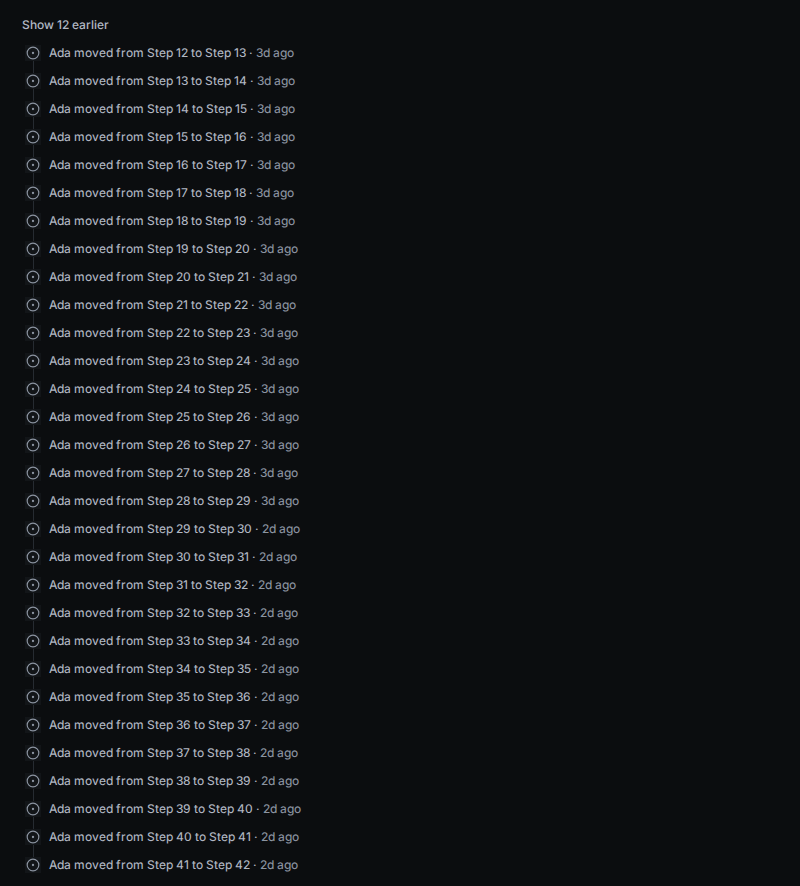 Show 12 earlier
Ada moved from Step 12 to Step 13 · 3d ago
Ada moved from Step 13 to Step 14 · 3d ago
Ada moved from Step 14 to Step 15 · 3d ago
Ada moved from Step 15 to Step 16 · 3d ago
Ada moved from Step 16 to Step 17 · 3d ago
Ada moved from Step 17 to Step 18 · 3d ago
Ada moved from Step 18 to Step 19 · 3d ago
Ada moved from Step 19 to Step 20 · 3d ago
Ada moved from Step 20 to Step 21 · 3d ago
Ada moved from Step 21 to Step 22 · 3d ago
Ada moved from Step 22 to Step 23 · 3d ago
Ada moved from Step 23 to Step 24 · 3d ago
Ada moved from Step 24 to Step 25 · 3d ago
Ada moved from Step 25 to Step 26 · 3d ago
Ada moved from Step 26 to Step 27 · 3d ago
Ada moved from Step 27 to Step 28 · 3d ago
Ada moved from Step 28 to Step 29 · 3d ago
Ada moved from Step 29 to Step 30 · 2d ago
Ada moved from Step 30 to Step 31 · 2d ago
Ada moved from Step 31 to Step 32 · 2d ago
Ada moved from Step 32 to Step 33 · 2d ago
Ada moved from Step 33 to Step 34 · 2d ago
Ada moved from Step 34 to Step 35 · 2d ago
Ada moved from Step 35 to Step 36 · 2d ago
Ada moved from Step 36 to Step 37 · 2d ago
Ada moved from Step 37 to Step 38 · 2d ago
Ada moved from Step 38 to Step 39 · 2d ago
Ada moved from Step 39 to Step 40 · 2d ago
Ada moved from Step 40 to Step 41 · 2d ago
Ada moved from Step 41 to Step 42 · 2d ago